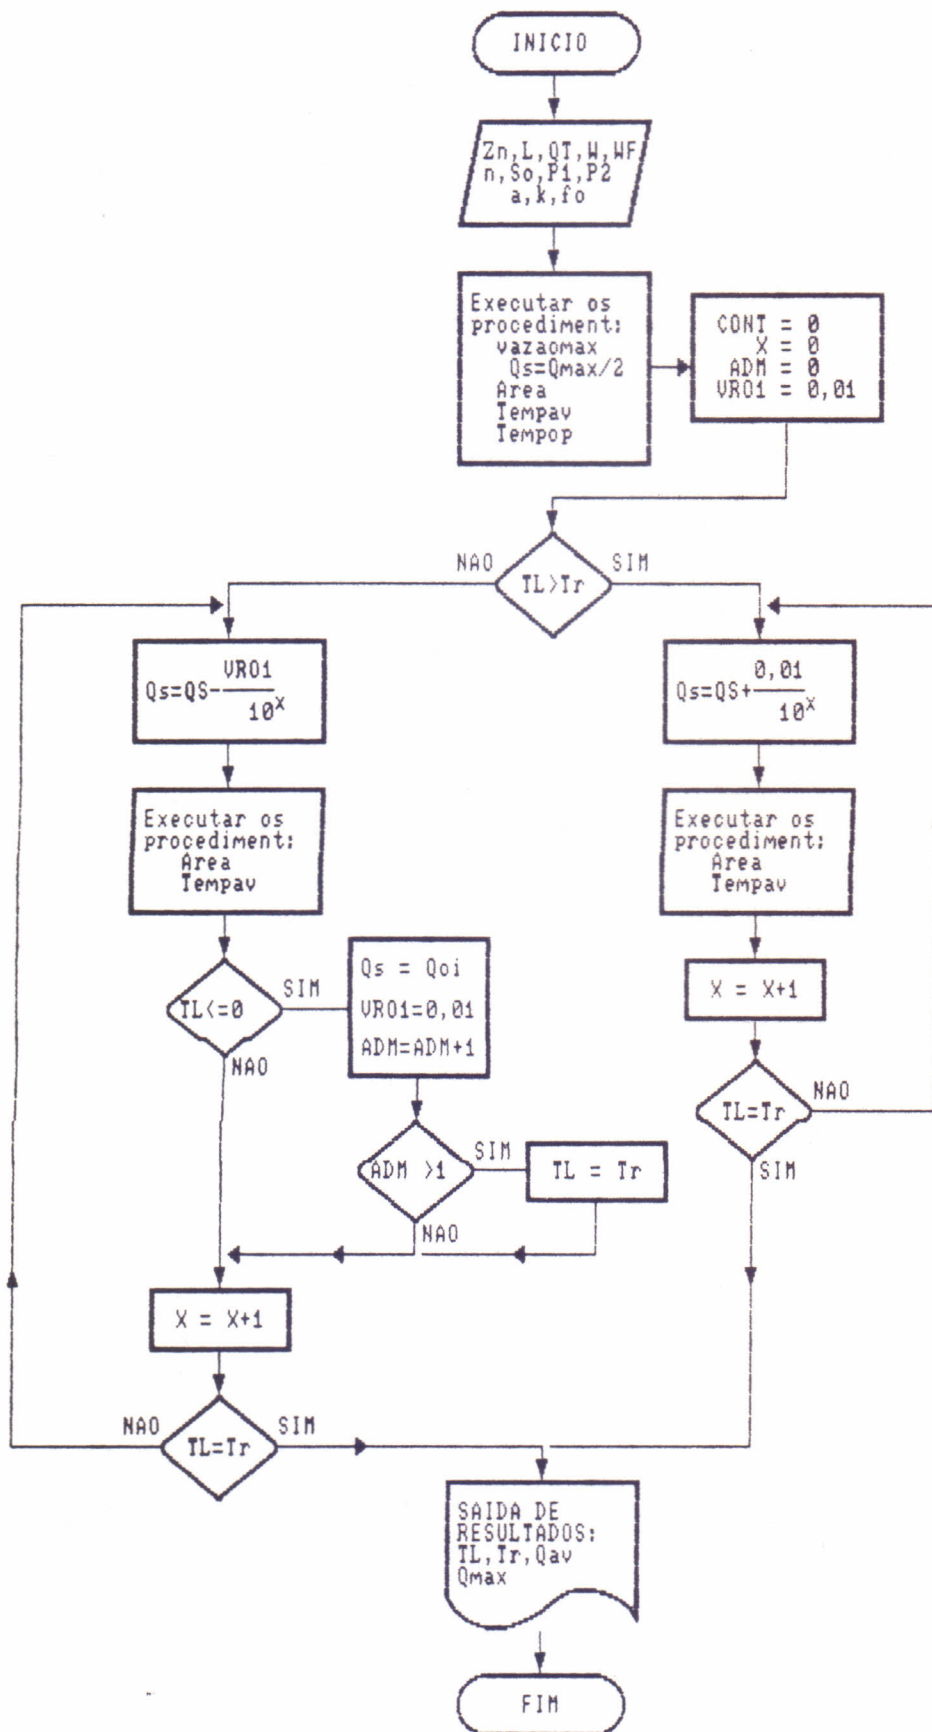 INICIO
Zn,L,QT,W,WF
n,So,P1,P2
a,k,fo
Executar os
procediment:
vazaomax
Qs=Qmax/2
Area
Tempav
Tempop
CONT = 0
X = 0
ADM = 0
VRO1 = 0,01
NAO
TL>Tr
SIM
Qs=QS-VRO1
10^X
Executar os
procediment:
Area
Tempav
TL<=0
SIM
NAO
Qs = Qoi
VRO1=0,01
ADM=ADM+1
ADM >1
SIM
NAO
TL = Tr
X = X+1
NAO
TL=Tr
SIM
Qs=QS+0,01
10^X
Executar os
procediment:
Area
Tempav
X = X+1
TL=Tr
NAO
SIM
SAIDA DE
RESULTADOS:
TL,Tr,Qav
Qmax
FIM